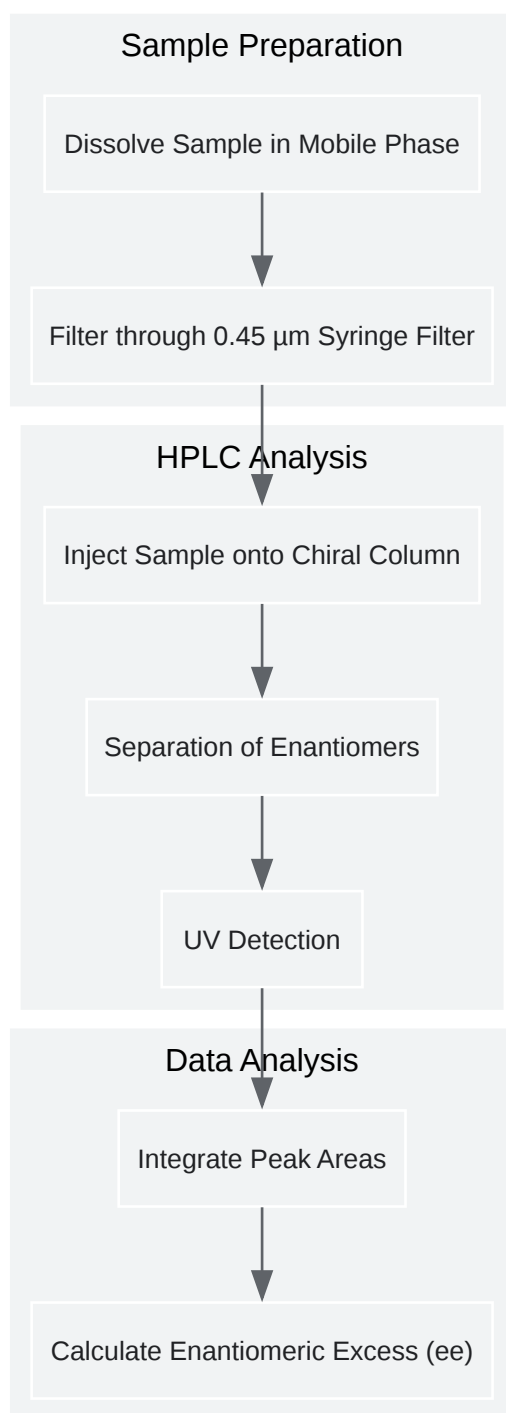 Sample Preparation
Dissolve Sample in Mobile Phase
Filter through 0.45 µm Syringe Filter
HPLC Analysis
Inject Sample onto Chiral Column
Separation of Enantiomers
UV Detection
Data Analysis
Integrate Peak Areas
Calculate Enantiomeric Excess (ee)